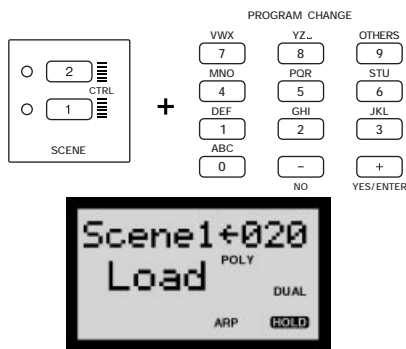 PROGRAM CHANGE
VWX YZ_ OTHERS
7 8 9
MNO PQR STU
4 5 6
DEF GHI JKL
1 2 3
ABC
0 – +
NO YES/ENTER
2
CTRL
1
SCENE
+
Scene1←020
Load POLY
DUAL
ARP HOLD